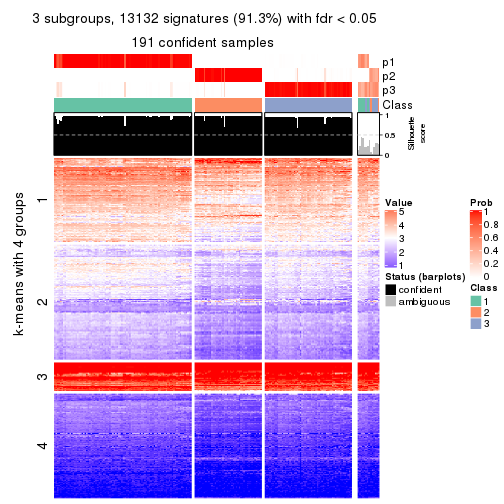 3 subgroups, 13132 signatures (91.3%) with fdr < 0.05
191 confident samples
p1
p2
p3
Class
1
0.5
0
Silhouette
score
k-means with 4 groups
1
2
3
4
Value
5
4
3
2
1
Status (barplots)
confident
ambiguous
Prob
1
0.8
0.6
0.4
0.2
0
Class
1
2
3